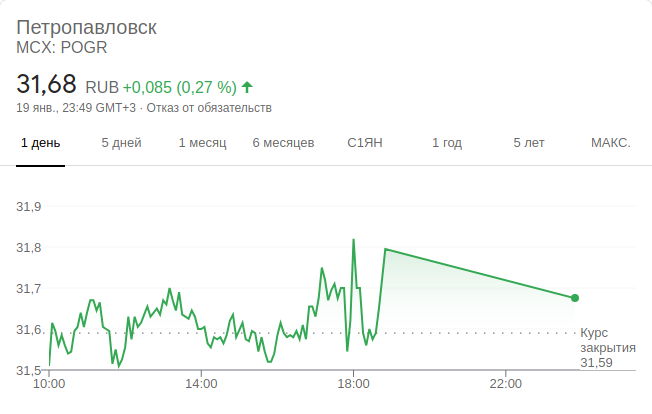 Петропавловск
MCX: POGR
31,68 RUB +0,085 (0,27 %)
19 янв., 23:49 GMT+3 · Отказ от обязательств
1 день 5 дней 1 месяц 6 месяцев С1ЯН 1 год 5 лет МАКС.
31,9
31,8
31,7
31,6
Курс
закрытия
31,59
31,5
10:00 14:00 18:00 22:00